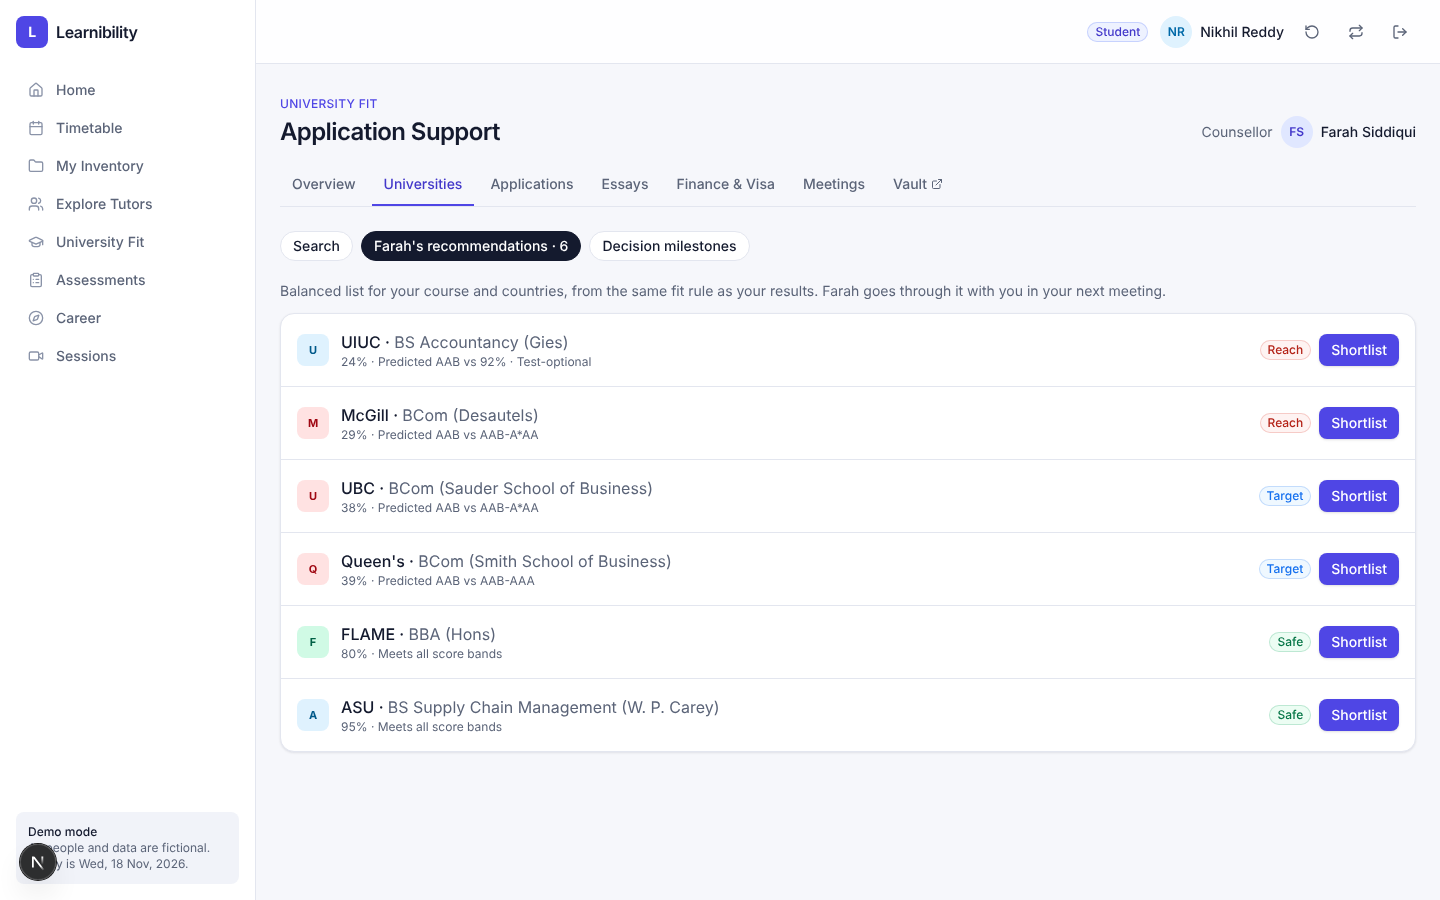 L Learnibility
Student NR Nikhil Reddy
Home
Timetable
My Inventory
Explore Tutors
University Fit
Assessments
Career
Sessions
UNIVERSITY FIT
Application Support
Counsellor FS Farah Siddiqui
Overview Universities Applications Essays Finance & Visa Meetings Vault
Search Farah's recommendations · 6 Decision milestones
Balanced list for your course and countries, from the same fit rule as your results. Farah goes through it with you in your next meeting.
U UIUC · BS Accountancy (Gies) Reach Shortlist
24% · Predicted AAB vs 92% · Test-optional
M McGill · BCom (Desautels) Reach Shortlist
29% · Predicted AAB vs AAB-A*AA
U UBC · BCom (Sauder School of Business) Target Shortlist
38% · Predicted AAB vs AAB-A*AA
Q Queen's · BCom (Smith School of Business) Target Shortlist
39% · Predicted AAB vs AAB-AAA
F FLAME · BBA (Hons) Safe Shortlist
80% · Meets all score bands
A ASU · BS Supply Chain Management (W. P. Carey) Safe Shortlist
95% · Meets all score bands
Demo mode
people and data are fictional.
N is Wed, 18 Nov, 2026.